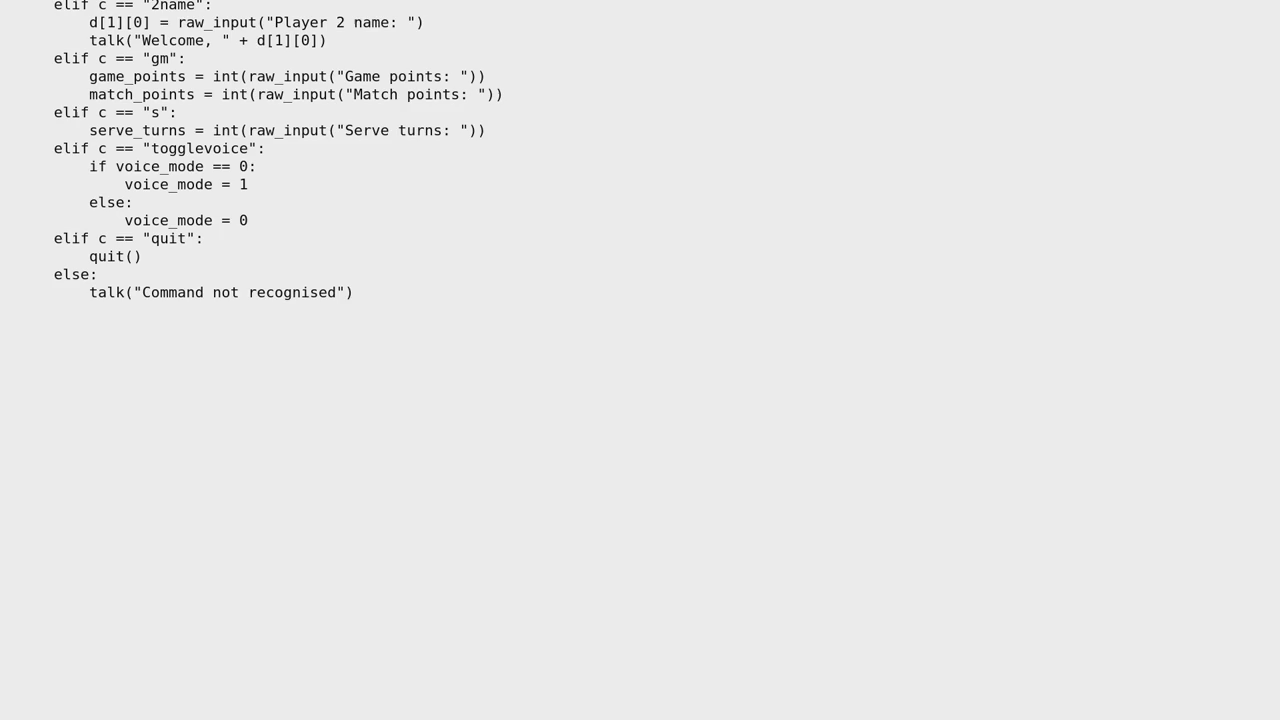 elif c == "2name":
    d[1][0] = raw_input("Player 2 name: ")
    talk("Welcome, " + d[1][0])
elif c == "gm":
    game_points = int(raw_input("Game points: "))
    match_points = int(raw_input("Match points: "))
elif c == "s":
    serve_turns = int(raw_input("Serve turns: "))
elif c == "togglevoice":
    if voice_mode == 0:
        voice_mode = 1
    else:
        voice_mode = 0
elif c == "quit":
    quit()
else:
    talk("Command not recognised")